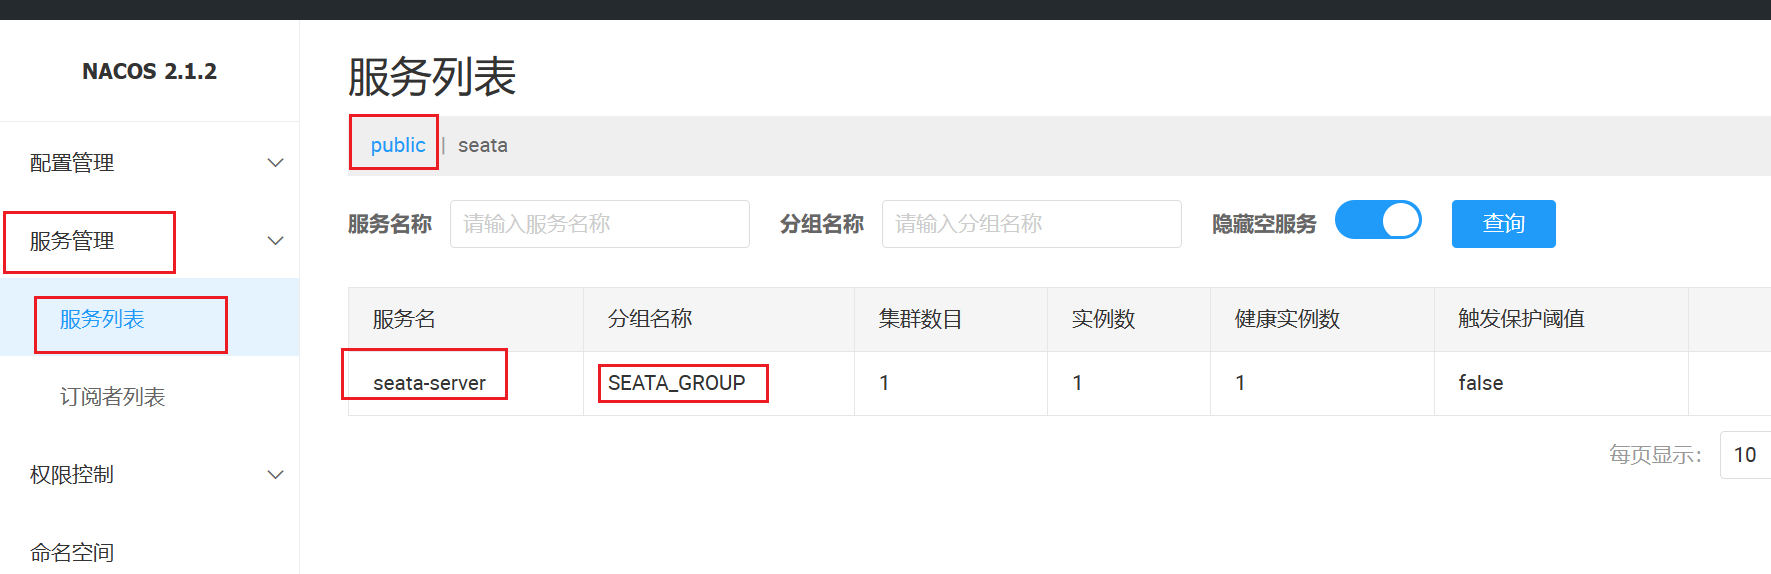 NACOS 2.1.2
配置管理
服务管理
服务列表
订阅者列表
权限控制
命名空间
服务列表
public | seata
服务名称 请输入服务名称 分组名称 请输入分组名称 隐藏空服务 查询
服务名 分组名称 集群数目 实例数 健康实例数 触发保护阈值
seata-server SEATA_GROUP 1 1 1 false
每页显示: 10